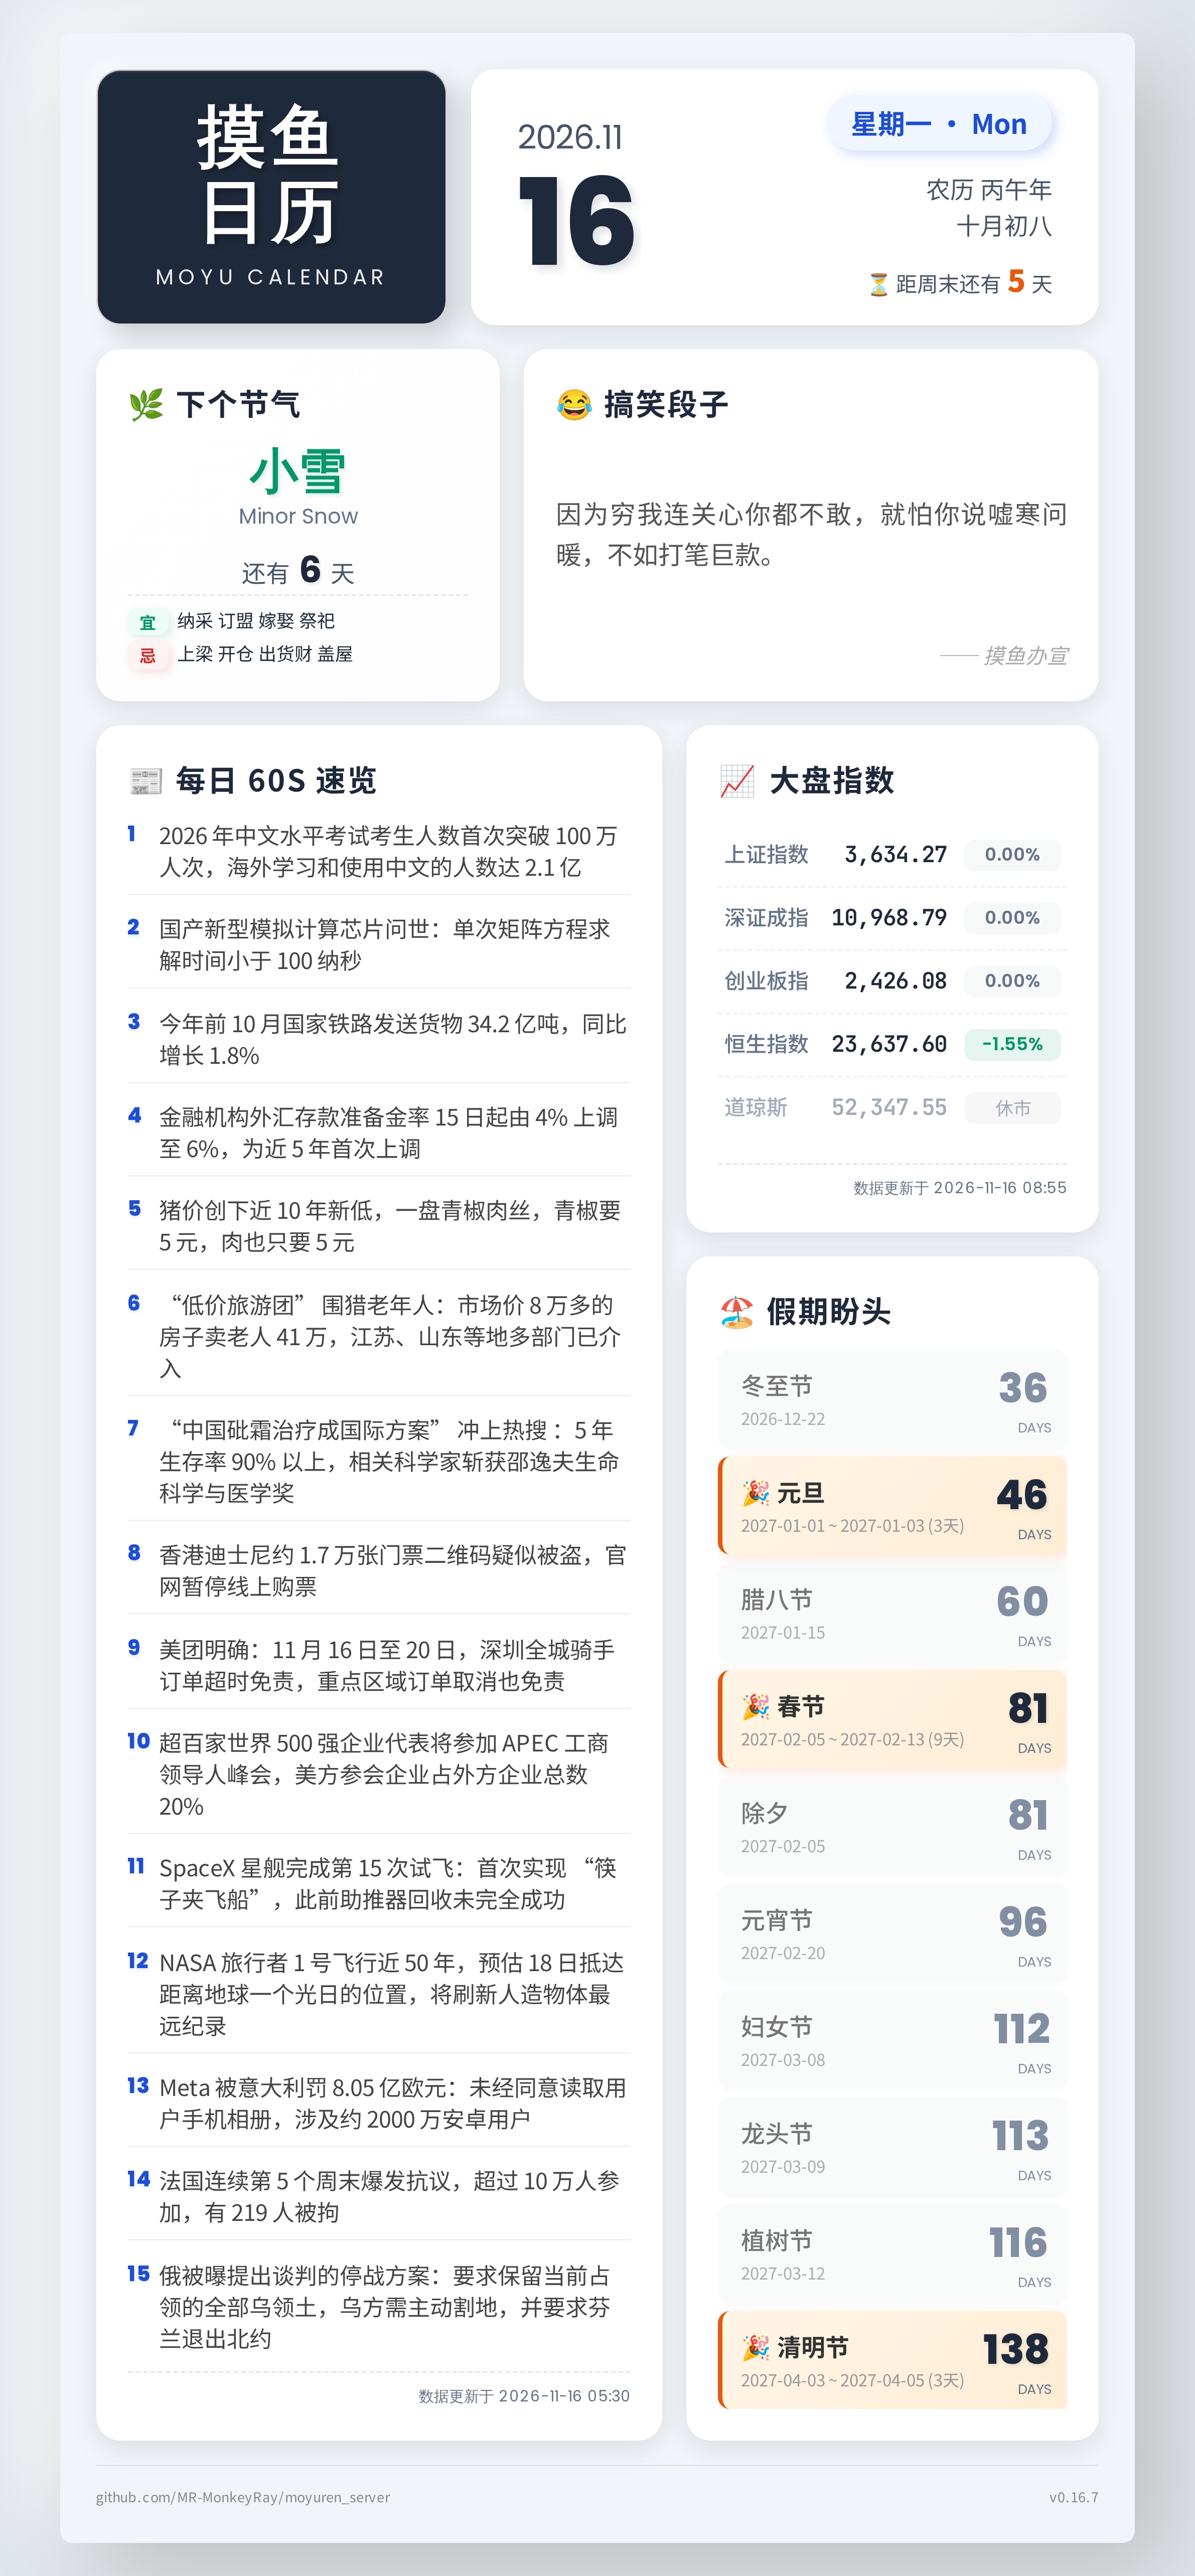 摸鱼
日历
MOYU CALENDAR
2026.11
16
星期一 • Mon
农历 丙午年
十月初八
⏳ 距周末还有 5 天
🌿 下个节气
小雪
Minor Snow
还有 6 天
宜 纳采 订盟 嫁娶 祭祀
忌 上梁 开仓 出货财 盖屋
😂 搞笑段子
因为穷我连关心你都不敢，就怕你说嘘寒问
暖，不如打笔巨款。
—— 摸鱼办宣
📰 每日 60S 速览
1 2026 年中文水平考试考生人数首次突破 100 万
人次，海外学习和使用中文的人数达 2.1 亿
2 国产新型模拟计算芯片问世：单次矩阵方程求
解时间小于 100 纳秒
3 今年前 10 月国家铁路发送货物 34.2 亿吨，同比
增长 1.8%
4 金融机构外汇存款准备金率 15 日起由 4% 上调
至 6%，为近 5 年首次上调
5 猪价创下近 10 年新低，一盘青椒肉丝，青椒要
5 元，肉也只要 5 元
6 “低价旅游团” 围猎老年人：市场价 8 万多的
房子卖老人 41 万，江苏、山东等地多部门已介
入
7 “中国砒霜治疗成国际方案” 冲上热搜 ：5 年
生存率 90% 以上，相关科学家斩获邵逸夫生命
科学与医学奖
8 香港迪士尼约 1.7 万张门票二维码疑似被盗，官
网暂停线上购票
9 美团明确：11 月 16 日至 20 日，深圳全城骑手
订单超时免责，重点区域订单取消也免责
10 超百家世界 500 强企业代表将参加 APEC 工商
领导人峰会，美方参会企业占外方企业总数
20%
11 SpaceX 星舰完成第 15 次试飞：首次实现 “筷
子夹飞船” ，此前助推器回收未完全成功
12 NASA 旅行者 1 号飞行近 50 年，预估 18 日抵达
距离地球一个光日的位置，将刷新人造物体最
远纪录
13 Meta 被意大利罚 8.05 亿欧元：未经同意读取用
户手机相册，涉及约 2000 万安卓用户
14 法国连续第 5 个周末爆发抗议，超过 10 万人参
加，有 219 人被拘
15 俄被曝提出谈判的停战方案：要求保留当前占
领的全部乌领土，乌方需主动割地，并要求芬
兰退出北约
数据更新于 2026-11-16 05:30
📈 大盘指数
上证指数 3,634.27 0.00%
深证成指 10,968.79 0.00%
创业板指 2,426.08 0.00%
恒生指数 23,637.60 -1.55%
道琼斯 52,347.55 休市
数据更新于 2026-11-16 08:55
🏖️ 假期盼头
冬至节 36
2026-12-22 DAYS
🎉 元旦 46
2027-01-01 ~ 2027-01-03 (3天) DAYS
腊八节 60
2027-01-15 DAYS
🎉 春节 81
2027-02-05 ~ 2027-02-13 (9天) DAYS
除夕 81
2027-02-05 DAYS
元宵节 96
2027-02-20 DAYS
妇女节 112
2027-03-08 DAYS
龙头节 113
2027-03-09 DAYS
植树节 116
2027-03-12 DAYS
🎉 清明节 138
2027-04-03 ~ 2027-04-05 (3天) DAYS
github.com/MR-MonkeyRay/moyuren_server
v0.16.7